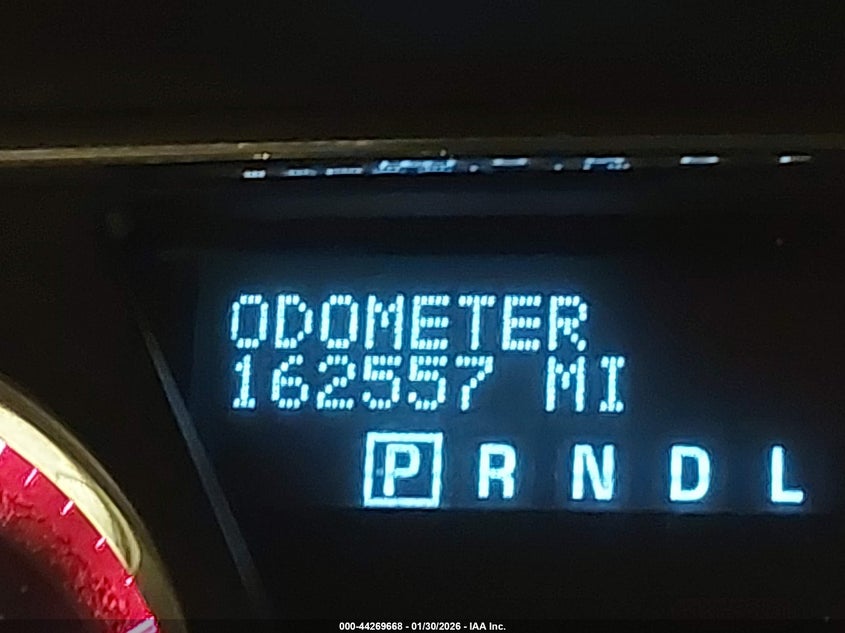 ODOMETER
162557 MI
P R N D L
000-44269668 - 01/30/2026 - IAA Inc.